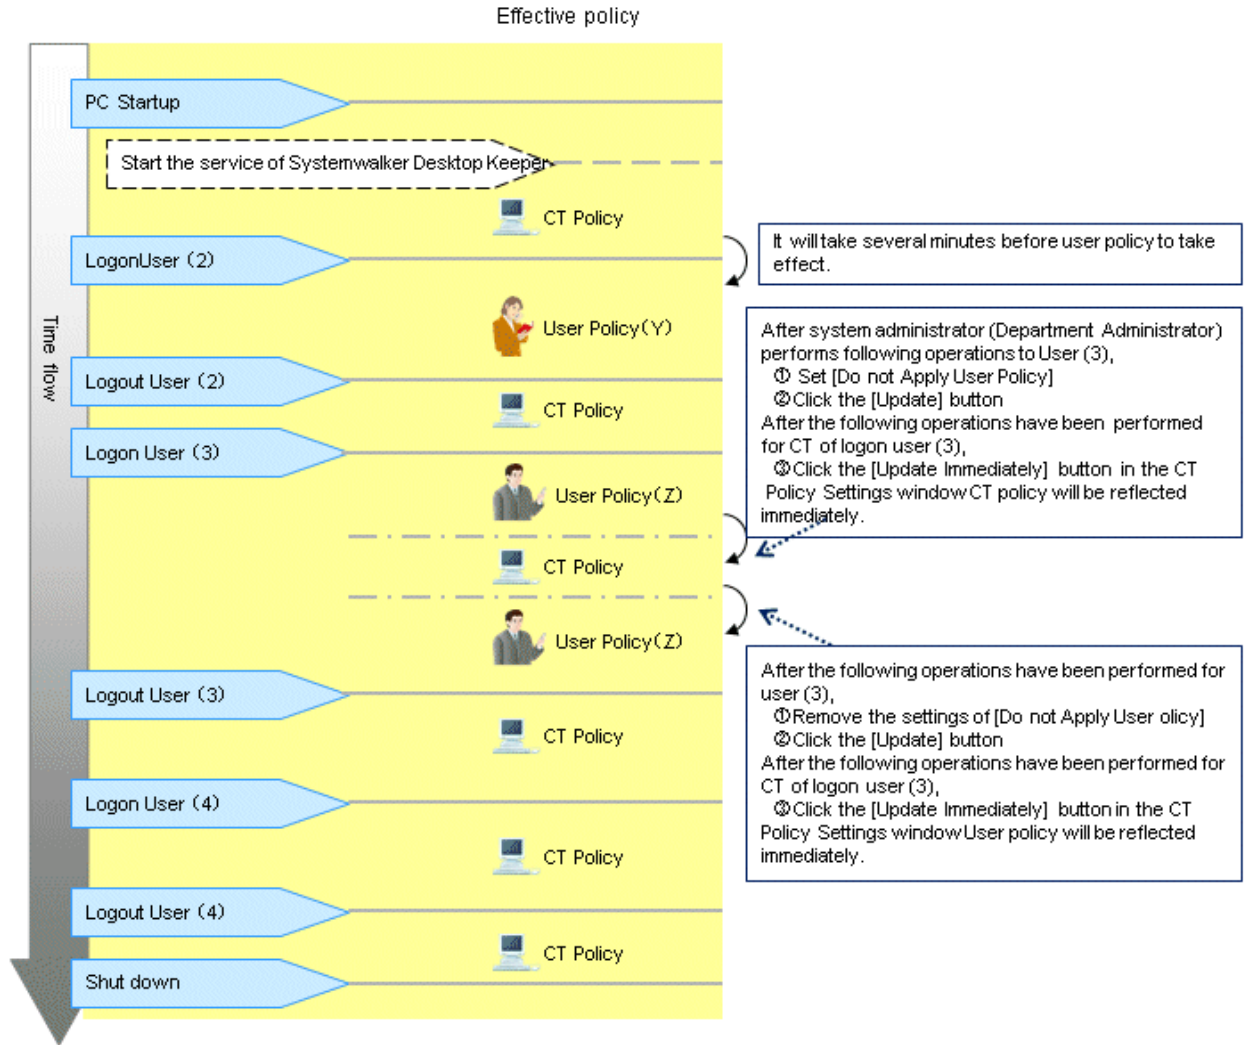 Effective policy
PC Startup
Start the service of Systemwalker Desktop Keeper
CT Policy
LogonUser (2)
It will take several minutes before user policy to take
effect.
User Policy(Y)
Time flow
After system administrator (Department Administrator)
performs following operations to User (3),
① Set [Do not Apply User Policy]
②Click the [Update] button
After the following operations have been performed
for CT of logon user (3),
③Click the [Update Immediately] button in the CT
Policy Settings window CT policy will be reflected
immediately.
Logout User (2)
CT Policy
Logon User (3)
User Policy(Z)
CT Policy
User Policy(Z)
After the following operations have been performed for
user (3),
①Remove the settings of [Do not Apply User olicy]
②Click the [Update] button
After the following operations have been performed for
CT of logon user (3),
③Click the [Update Immediately] button in the CT
Policy Settings window User policy will be reflected
immediately.
Logout User (3)
CT Policy
Logon User (4)
CT Policy
Logout User (4)
CT Policy
Shut down